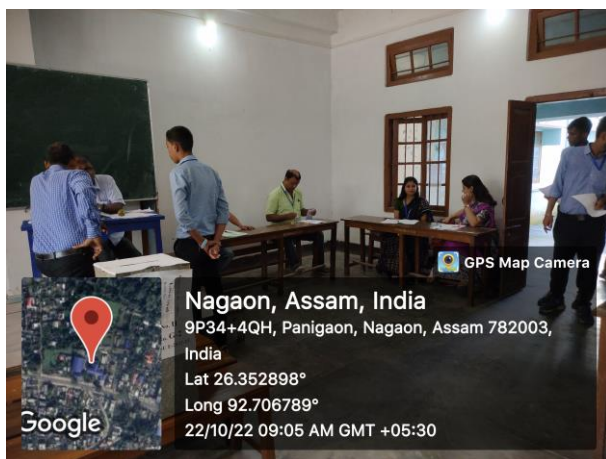 GPS Map Camera
Nagaon, Assam, India
9P34+4QH, Panigaon, Nagaon, Assam 782003,
India
Lat 26.352898°
Long 92.706789°
22/10/22 09:05 AM GMT +05:30
Google